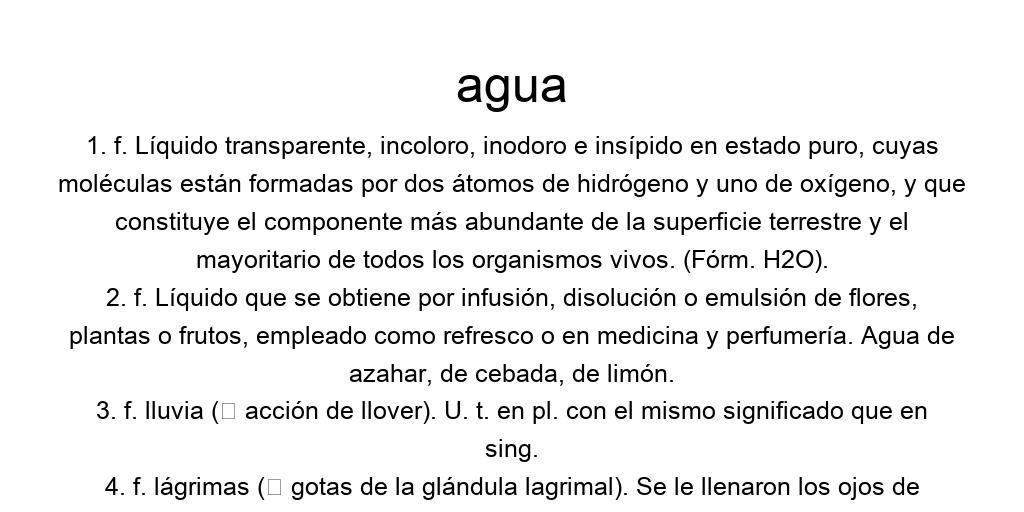 agua
1. f. Líquido transparente, incoloro, inodoro e insípido en estado puro, cuyas
moléculas están formadas por dos átomos de hidrógeno y uno de oxígeno, y que
constituye el componente más abundante de la superficie terrestre y el
mayoritario de todos los organismos vivos. (Fórm. H2O).
2. f. Líquido que se obtiene por infusión, disolución o emulsión de flores,
plantas o frutos, empleado como refresco o en medicina y perfumería. Agua de
azahar, de cebada, de limón.
3. f. lluvia (▯ acción de llover). U. t. en pl. con el mismo significado que en
sing.
4. f. lágrimas (▯ gotas de la glándula lagrimal). Se le llenaron los ojos de